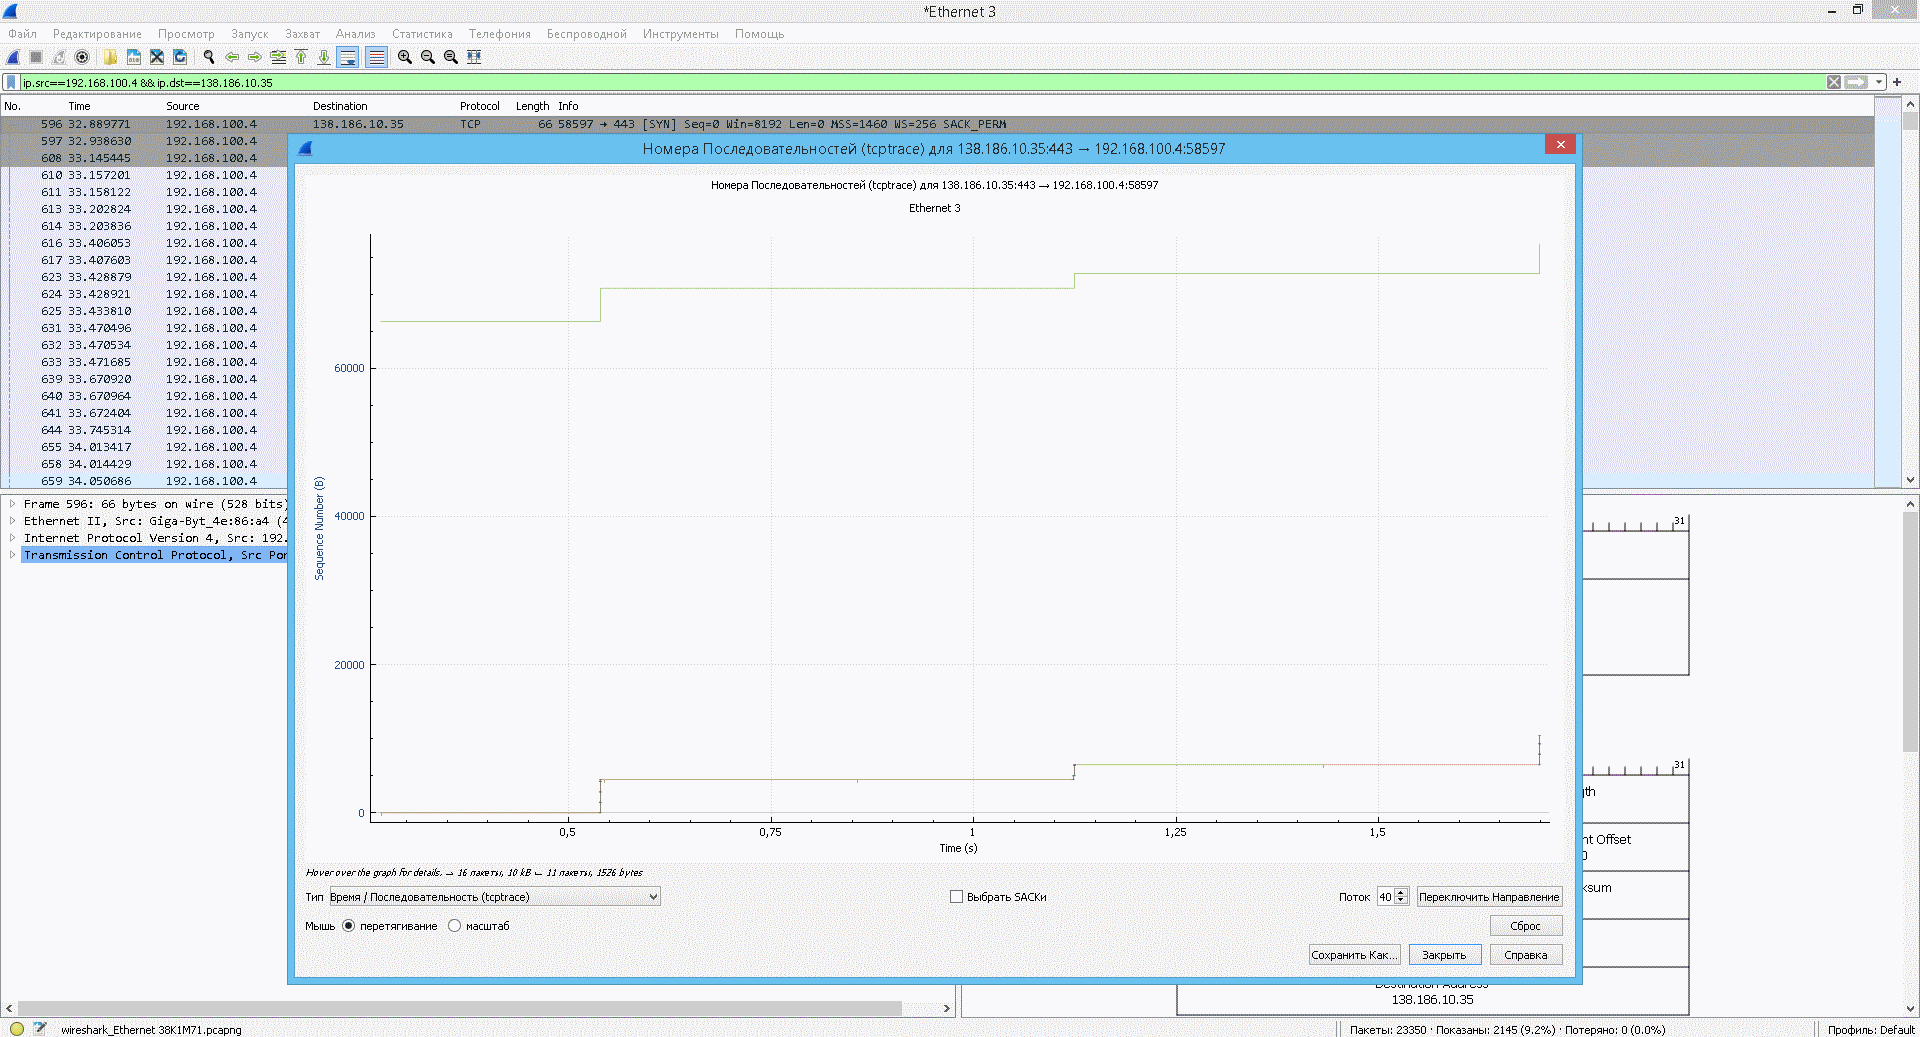 *Ethernet 3
Файл Редактирование Просмотр Запуск Захват Анализ Статистика Телефония Беспроводной Инструменты Помощь
ip.src==192.168.100.4 && ip.dst==138.186.10.35
No. Time Source Destination Protocol Length Info
596 32.889771 192.168.100.4 138.186.10.35 TCP 66 58597 → 443 [SYN] Seq=0 Win=8192 Len=0 MSS=1460 WS=256 SACK_PERM
597 32.938630 192.168.100.4
608 33.145445 192.168.100.4
610 33.157201 192.168.100.4
611 33.158122 192.168.100.4
613 33.202824 192.168.100.4
614 33.203836 192.168.100.4
616 33.406053 192.168.100.4
617 33.407603 192.168.100.4
623 33.428879 192.168.100.4
624 33.428921 192.168.100.4
625 33.433810 192.168.100.4
631 33.470496 192.168.100.4
632 33.470534 192.168.100.4
633 33.471685 192.168.100.4
639 33.670920 192.168.100.4
640 33.670964 192.168.100.4
641 33.672404 192.168.100.4
644 33.745314 192.168.100.4
655 34.013417 192.168.100.4
658 34.014429 192.168.100.4
659 34.050686 192.168.100.4
Frame 596: 66 bytes on wire (528 bits)
Ethernet II, Src: Giga-Byt_4e:86:a4 (4
Internet Protocol Version 4, Src: 192.
Transmission Control Protocol, Src Por
Номера Последовательностей (tcptrace) для 138.186.10.35:443 → 192.168.100.4:58597
Номера Последовательностей (tcptrace) для 138.186.10.35:443 → 192.168.100.4:58597
Ethernet 3
Sequence Number (B)
60000
40000
20000
0
0,5 0,75 1 1,25 1,5
Time (s)
Hover over the graph for details. → 16 пакеты, 10 kB ← 11 пакеты, 1526 bytes
Тип Время / Последовательность (tcptrace) Выбрать SACKи Поток 40 Переключить Направление
Мышь перетягивание масштаб Сброс
Сохранить Как... Закрыть Справка
31
31
gth
nt Offset
0
ksum
Destination Address
138.186.10.35
wireshark_Ethernet 38K1M71.pcapng Пакеты: 23350 · Показаны: 2145 (9.2%) · Потеряно: 0 (0.0%) Профиль: Default